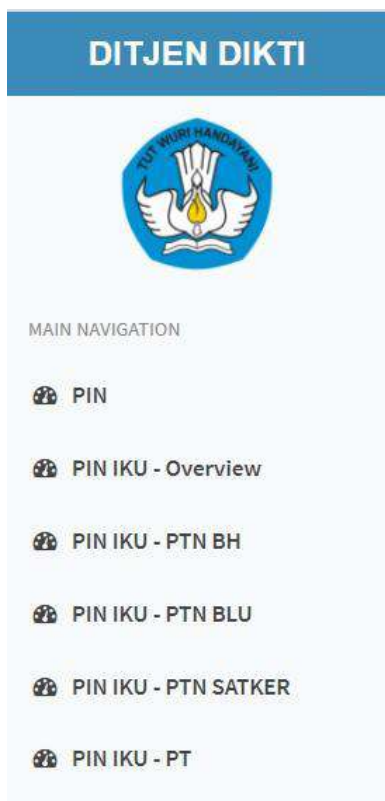 DITJEN DIKTI
TUT WURI HANDAYANI
MAIN NAVIGATION
PIN
PIN IKU - Overview
PIN IKU - PTN BH
PIN IKU - PTN BLU
PIN IKU - PTN SATKER
PIN IKU - PT